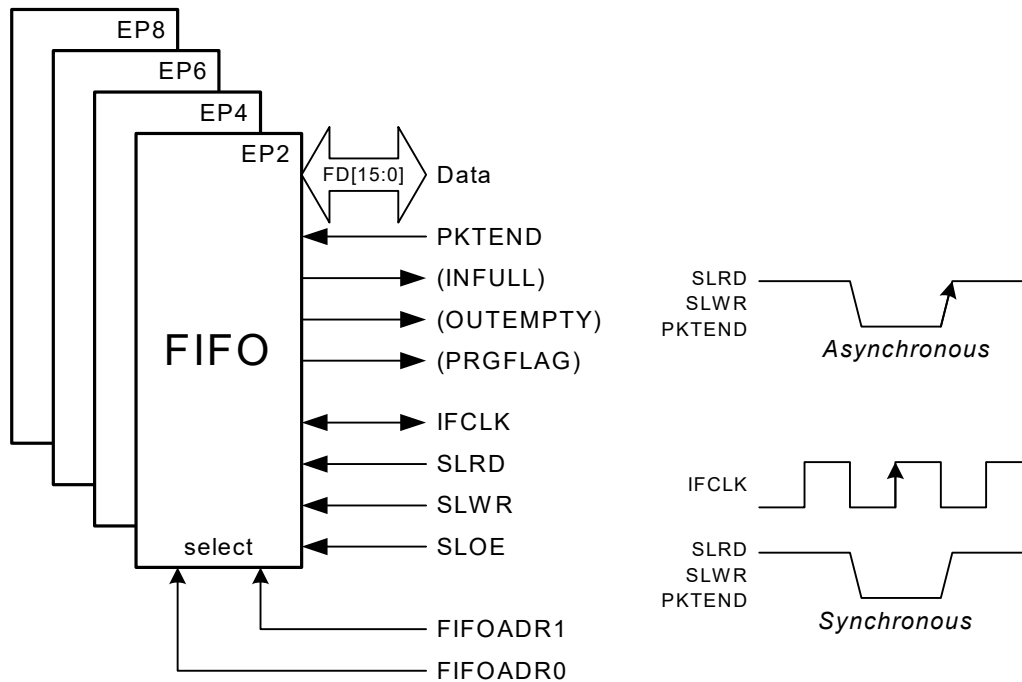 EP8
EP6
EP4
EP2
FD[15:0]
Data
PKTEND
(INFULL)
(OUTEMPTY)
(PRGFLAG)
FIFO
IFCLK
SLRD
SLWR
SLOE
select
FIFOADR1
FIFOADR0
SLRD
SLWR
PKTEND
Asynchronous
IFCLK
SLRD
SLWR
PKTEND
Synchronous